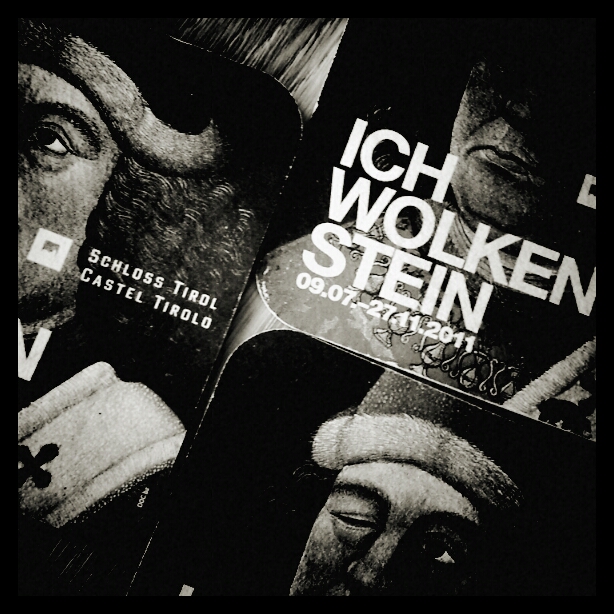 SCHLOSS TIROL
CASTEL TIROLO
ICH
WOLKEN
STEIN
09.07.–27.11.2011